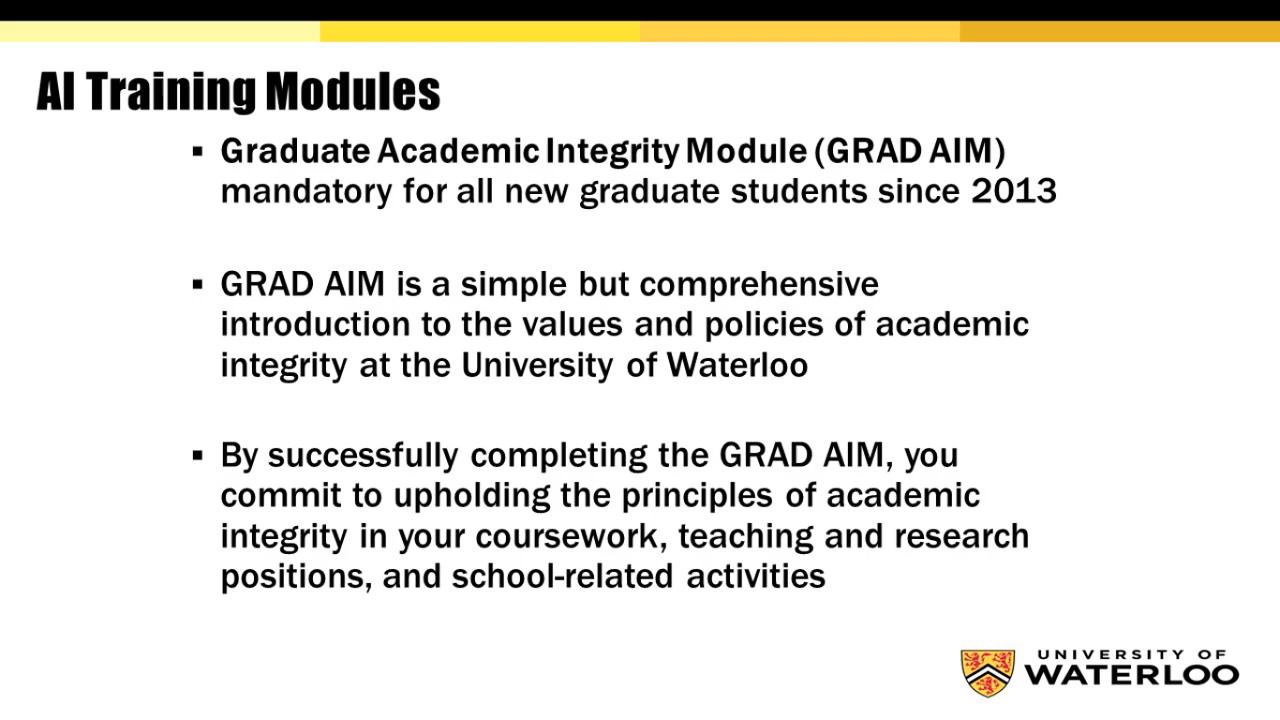 AI Training Modules
▪ Graduate Academic Integrity Module (GRAD AIM)
mandatory for all new graduate students since 2013
▪ GRAD AIM is a simple but comprehensive
introduction to the values and policies of academic
integrity at the University of Waterloo
▪ By successfully completing the GRAD AIM, you
commit to upholding the principles of academic
integrity in your coursework, teaching and research
positions, and school-related activities
UNIVERSITY OF
WATERLOO